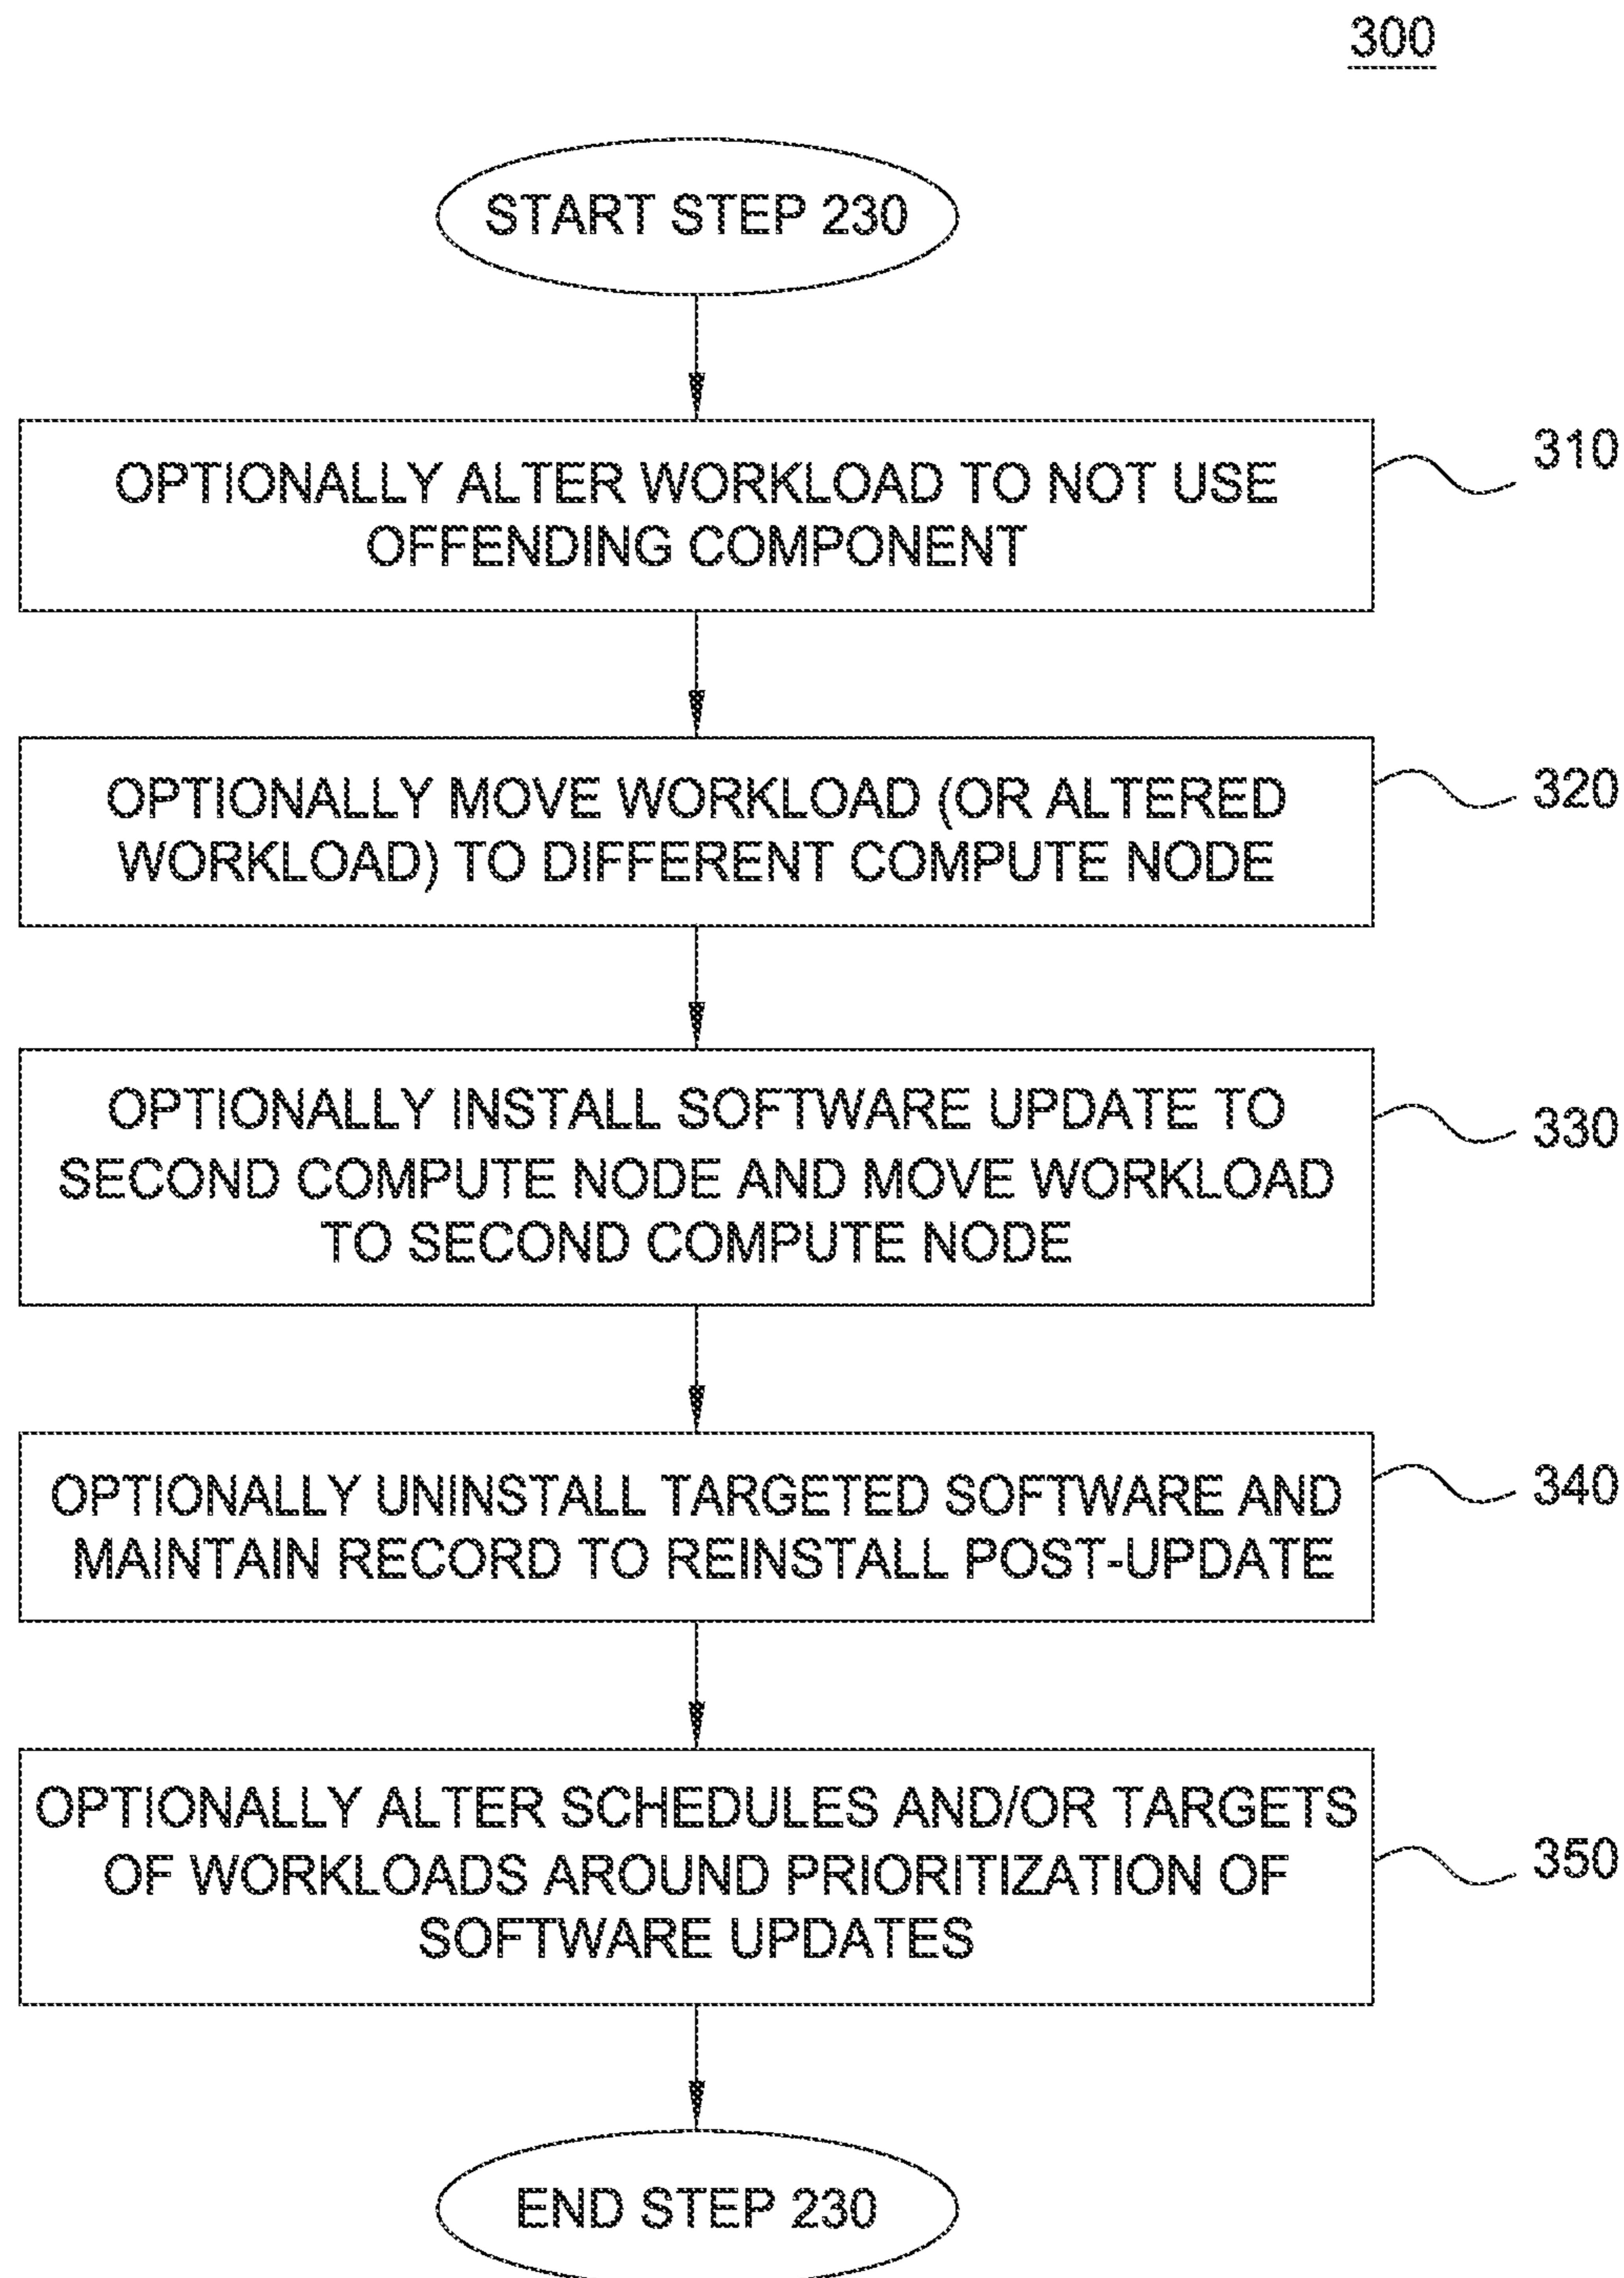 300
START STEP 230
OPTIONALLY ALTER WORKLOAD TO NOT USE
OFFENDING COMPONENT
310
OPTIONALLY MOVE WORKLOAD (OR ALTERED
WORKLOAD) TO DIFFERENT COMPUTE NODE
320
OPTIONALLY INSTALL SOFTWARE UPDATE TO
SECOND COMPUTE NODE AND MOVE WORKLOAD
TO SECOND COMPUTE NODE
330
OPTIONALLY UNINSTALL TARGETED SOFTWARE AND
MAINTAIN RECORD TO REINSTALL POST-UPDATE
340
OPTIONALLY ALTER SCHEDULES AND/OR TARGETS
OF WORKLOADS AROUND PRIORITIZATION OF
SOFTWARE UPDATES
350
END STEP 230